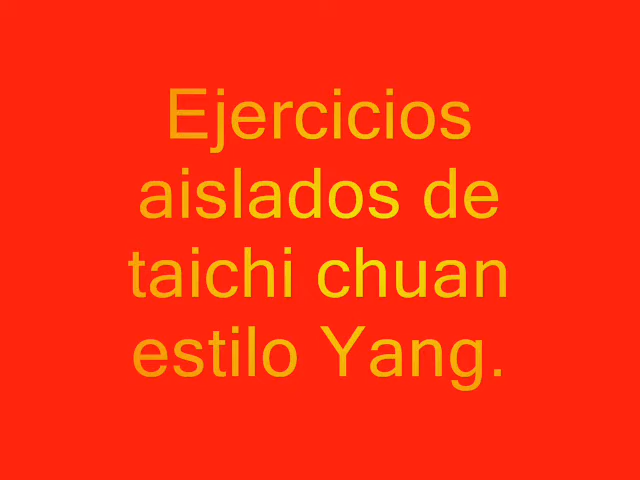 Ejercicios
aislados de
taichi chuan
estilo Yang.